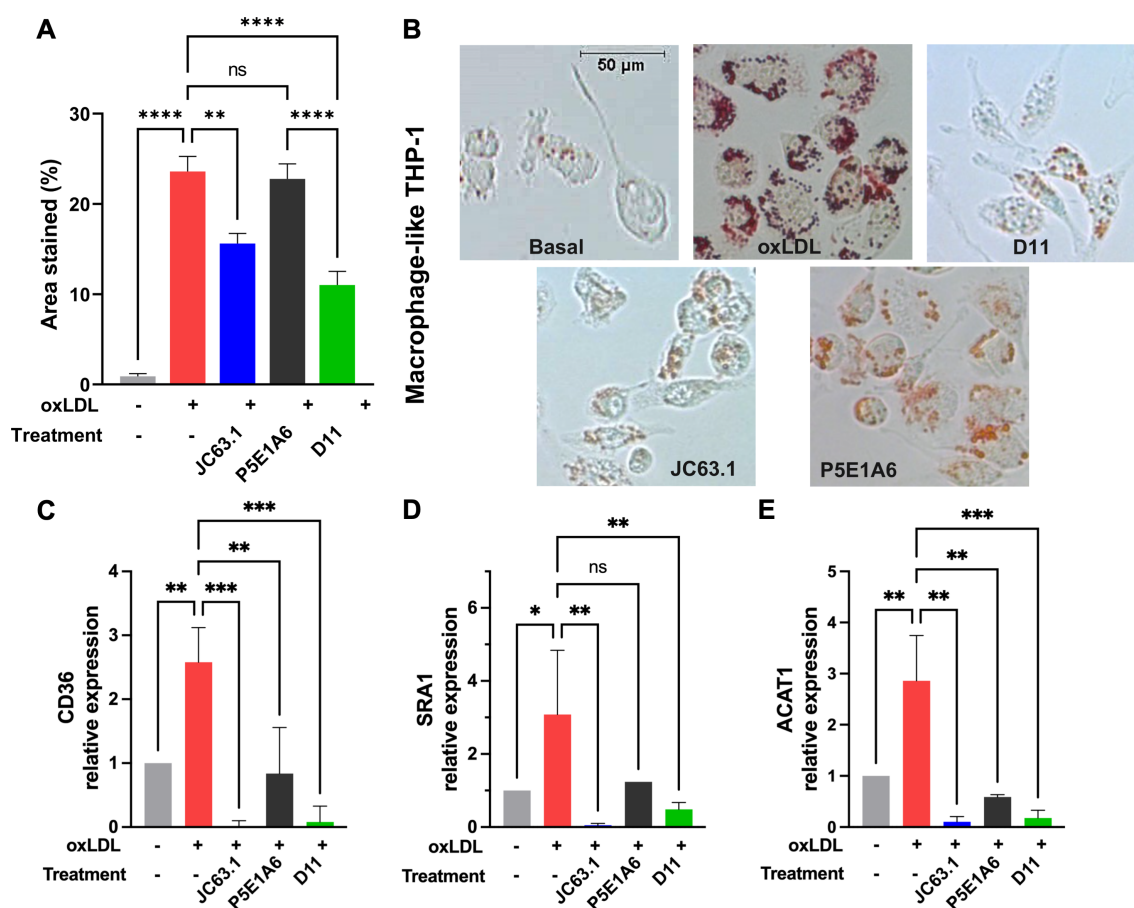 A
****
ns
**** ** ****
Area stained (%)
30
20
10
0
oxLDL - + + + +
Treatment - - JC63.1 P5E1A6 D11
B
Macrophage-like THP-1
50 µm
Basal
oxLDL
D11
JC63.1
P5E1A6
C
***
**
** ***
CD36
relative expression
4
3
2
1
0
oxLDL - + + + +
Treatment - - JC63.1 P5E1A6 D11
D
**
ns
* **
SRA1
relative expression
6
4
2
0
oxLDL - + + + +
Treatment - - JC63.1 P5E1A6 D11
E
***
**
** **
ACAT1
relative expression
5
4
3
2
1
0
oxLDL - + + + +
Treatment - - JC63.1 P5E1A6 D11